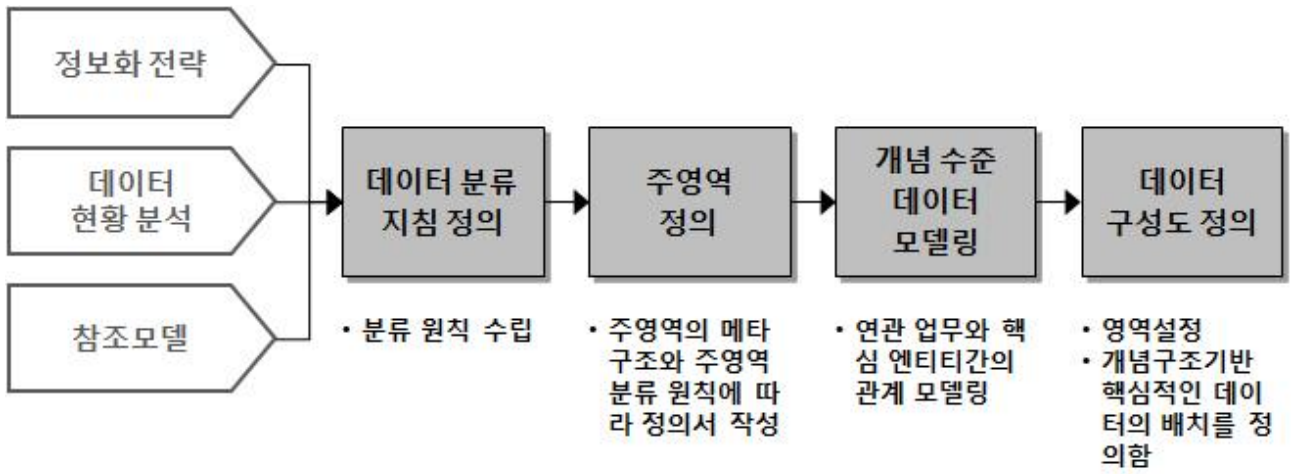 정보화 전략
데이터
현황 분석
참조모델
데이터 분류
지침 정의
• 분류 원칙 수립
주영역
정의
• 주영역의 메타
구조와 주영역
분류 원칙에 따
라 정의서 작성
개념 수준
데이터
모델링
• 연관 업무와 핵
심 엔티티간의
관계 모델링
데이터
구성도 정의
• 영역설정
• 개념구조기반
핵심적인 데이
터의 배치를 정
의함